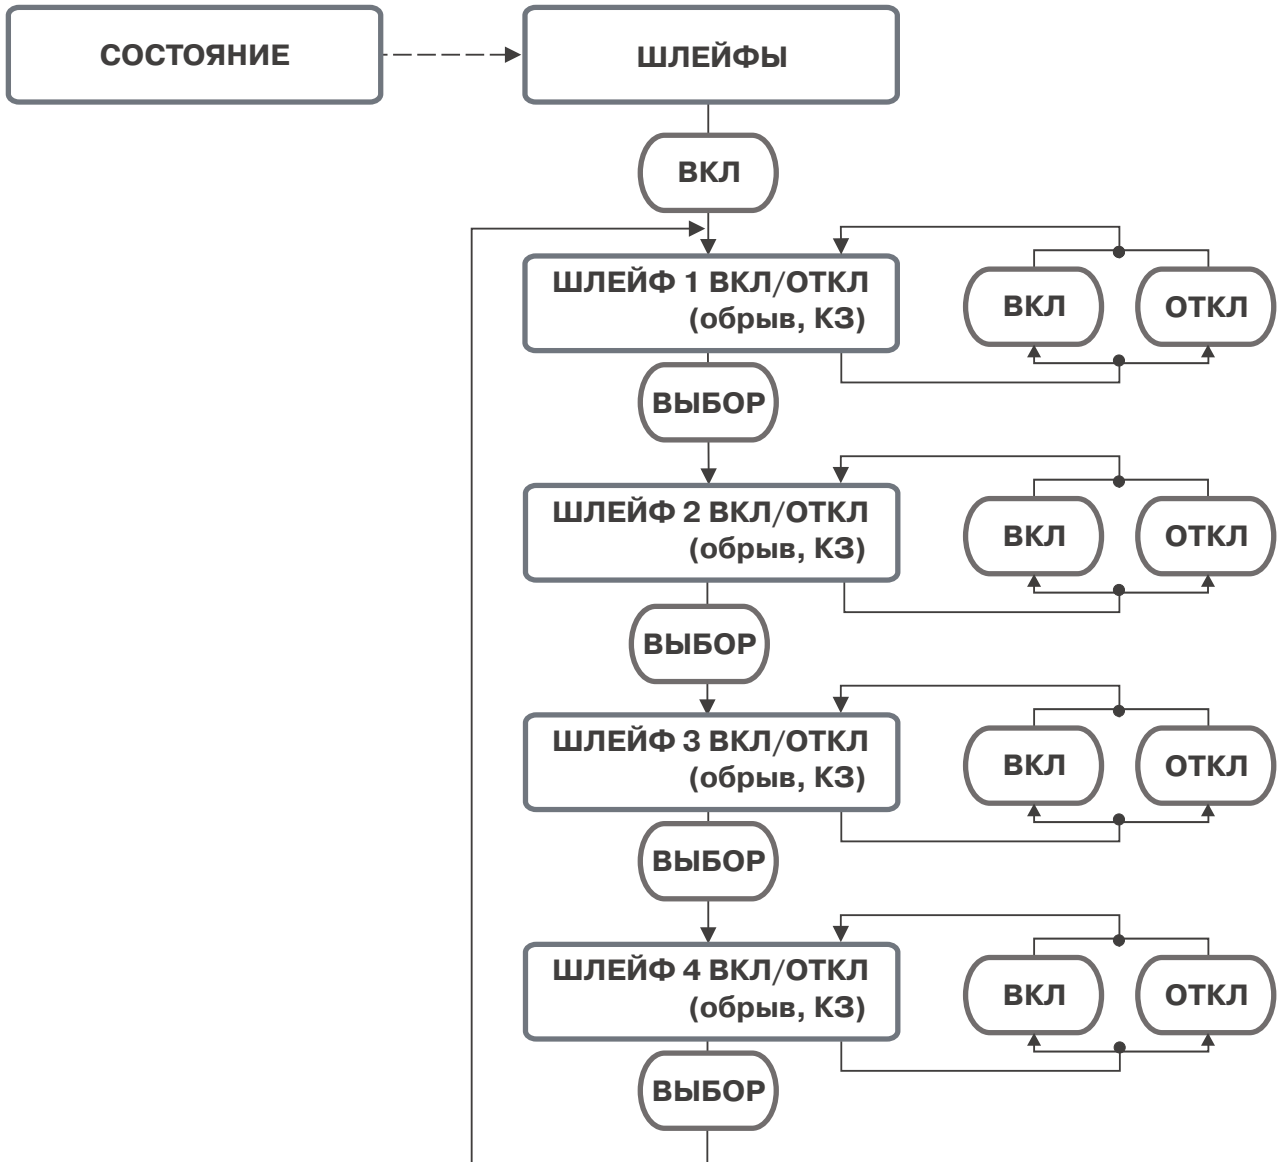 СОСТОЯНИЕ
ШЛЕЙФЫ
ВКЛ
ШЛЕЙФ 1 ВКЛ/ОТКЛ
(обрыв, КЗ)
ВКЛ
ОТКЛ
ВЫБОР
ШЛЕЙФ 2 ВКЛ/ОТКЛ
(обрыв, КЗ)
ВКЛ
ОТКЛ
ВЫБОР
ШЛЕЙФ 3 ВКЛ/ОТКЛ
(обрыв, КЗ)
ВКЛ
ОТКЛ
ВЫБОР
ШЛЕЙФ 4 ВКЛ/ОТКЛ
(обрыв, КЗ)
ВКЛ
ОТКЛ
ВЫБОР